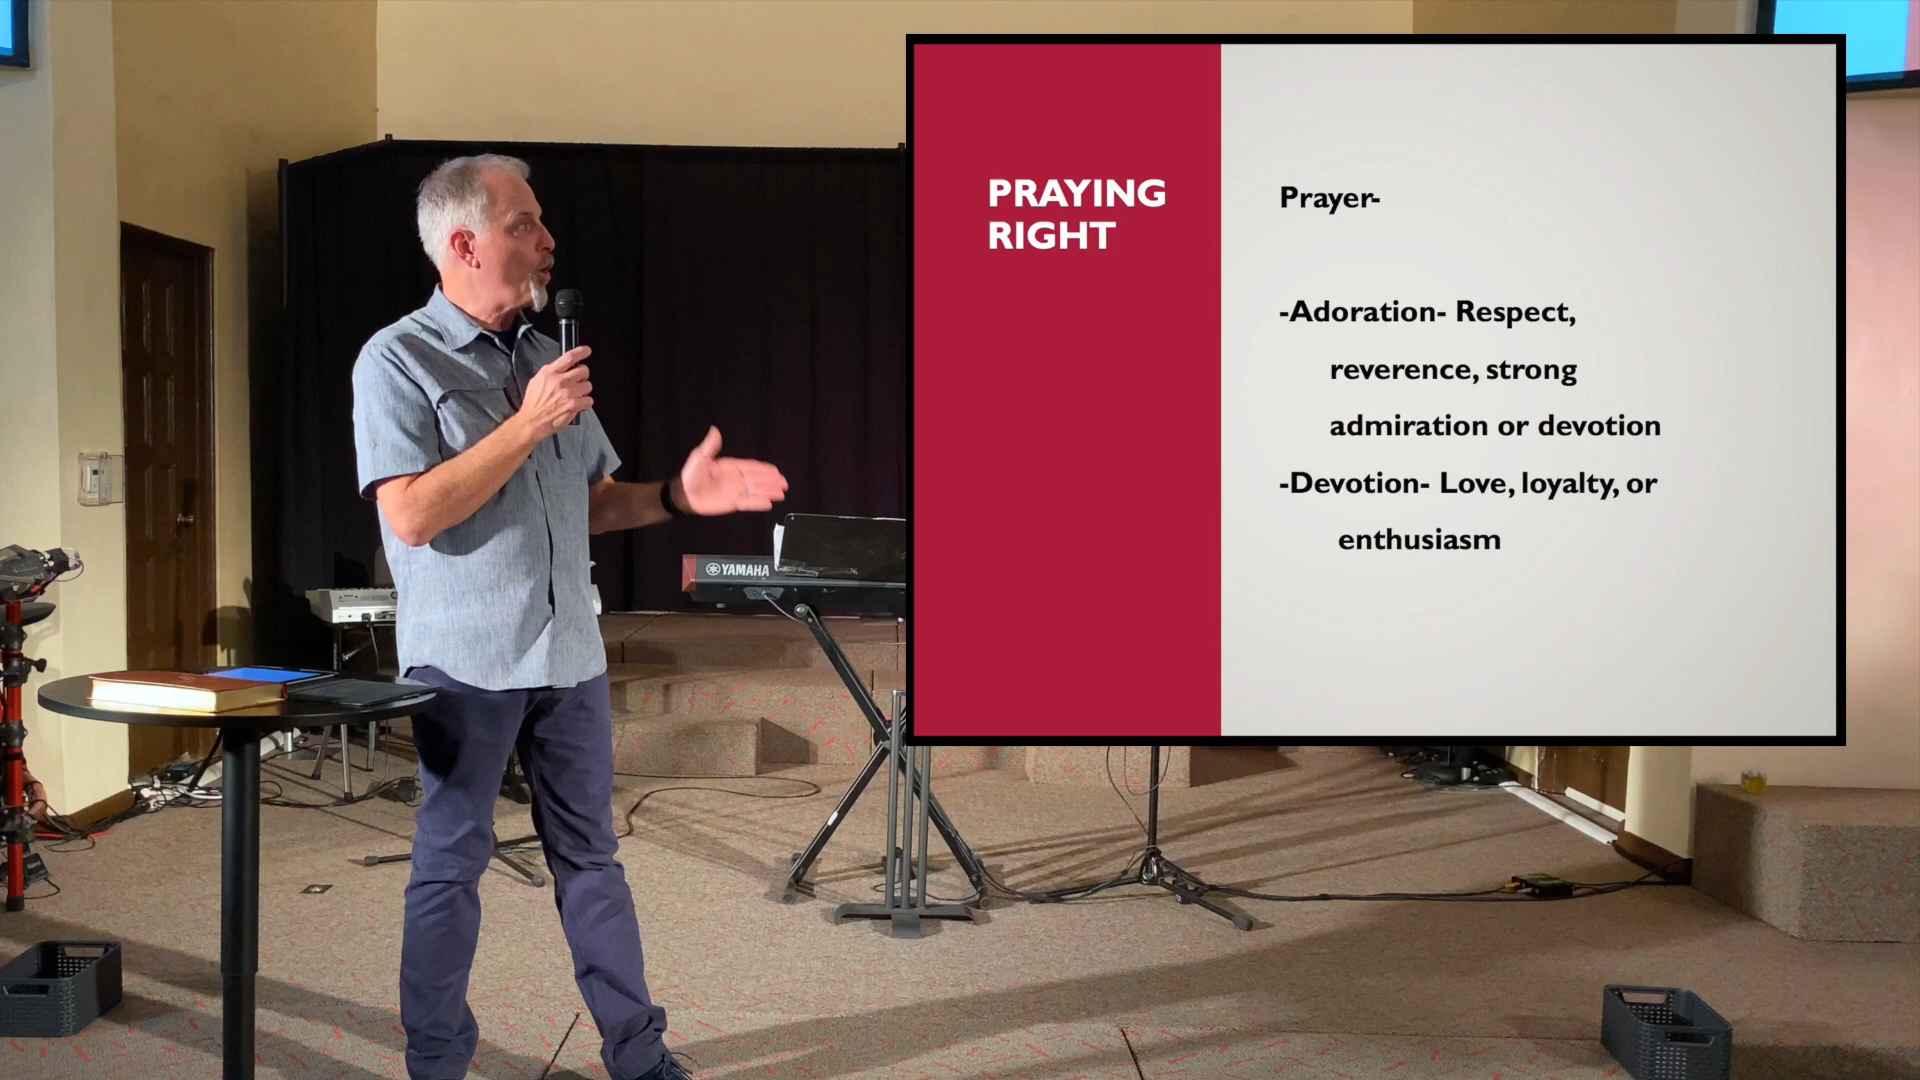 PRAYING
RIGHT
Prayer-
-Adoration- Respect,
reverence, strong
admiration or devotion
-Devotion- Love, loyalty, or
enthusiasm
YAMAHA